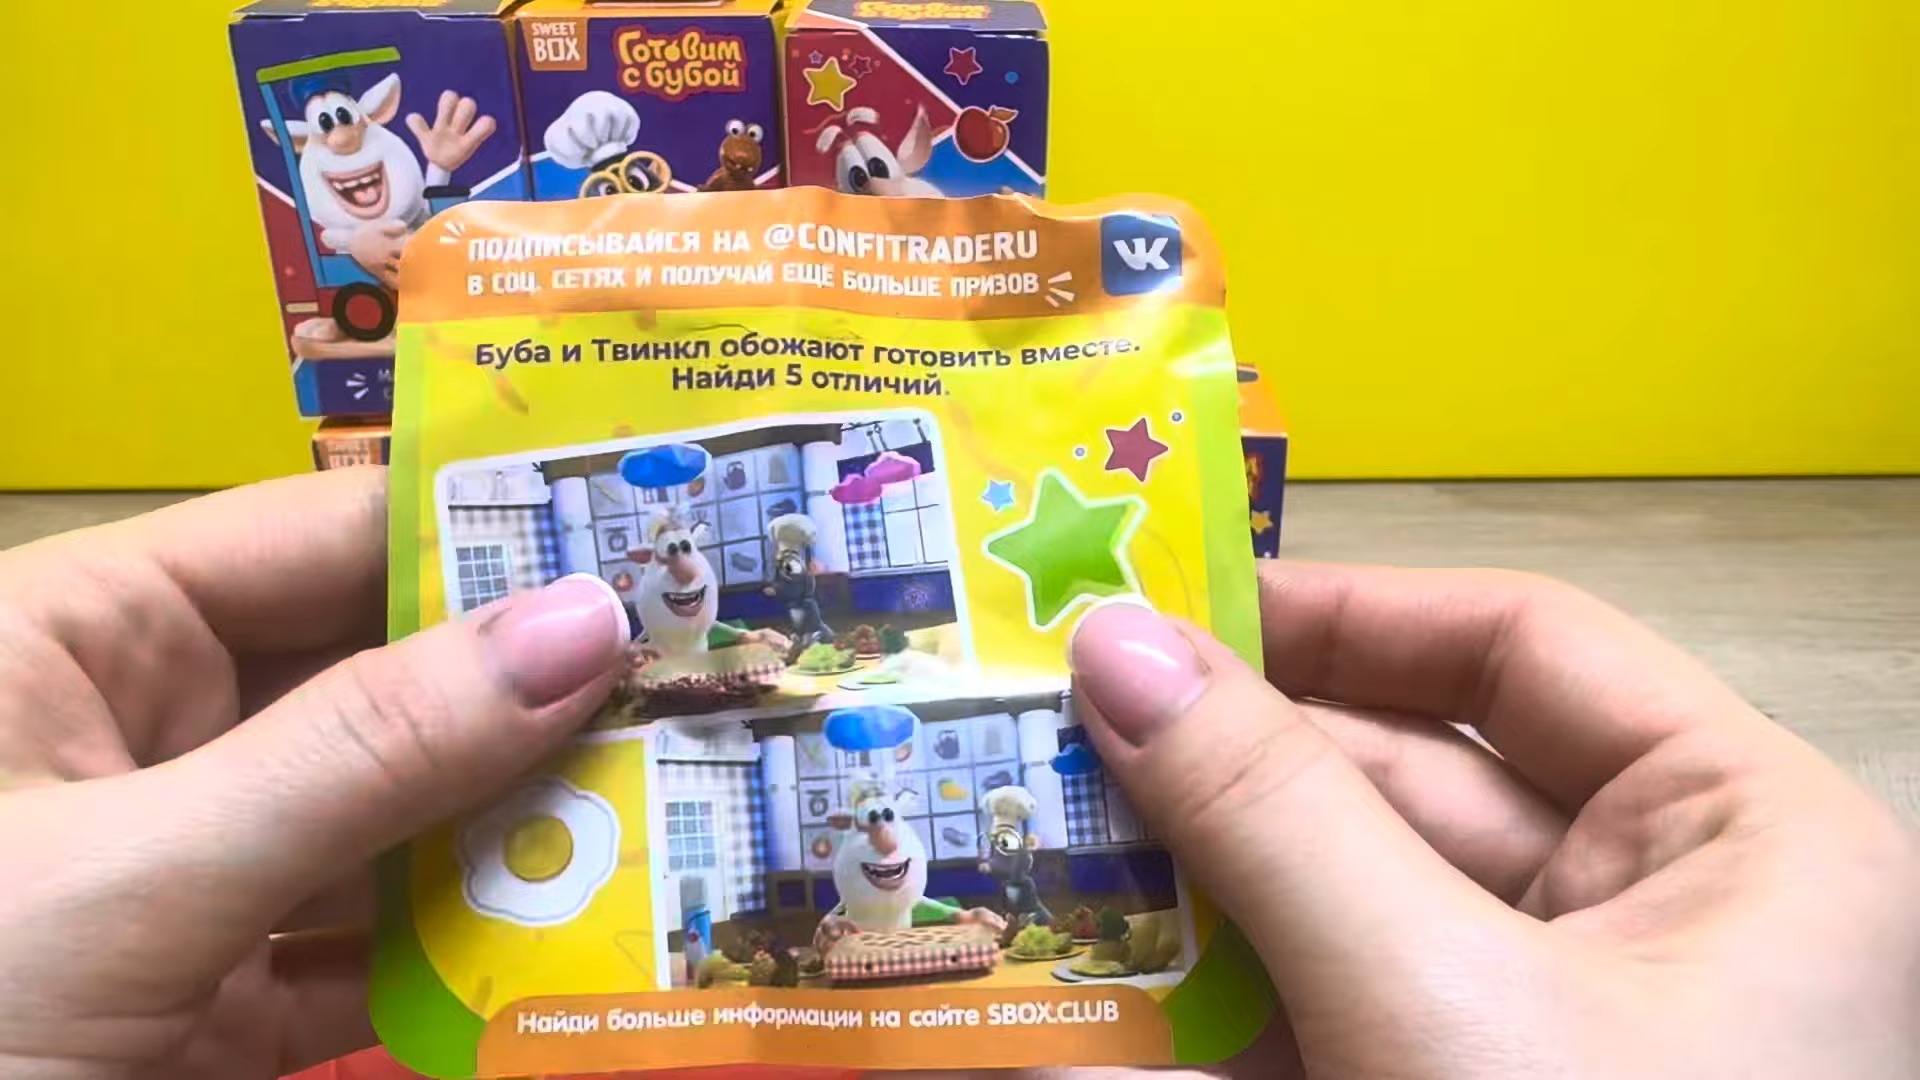 SWEET
BOX
Готовим
с бубой
ПОДПИСЫВАЙСЯ НА @CONFITRADERU
В СОЦ. СЕТЯХ И ПОЛУЧАЙ ЕЩЕ БОЛЬШЕ ПРИЗОВ
Буба и Твинкл обожают готовить вместе.
Найди 5 отличий.
Найди больше информации на сайте SBOX.CLUB